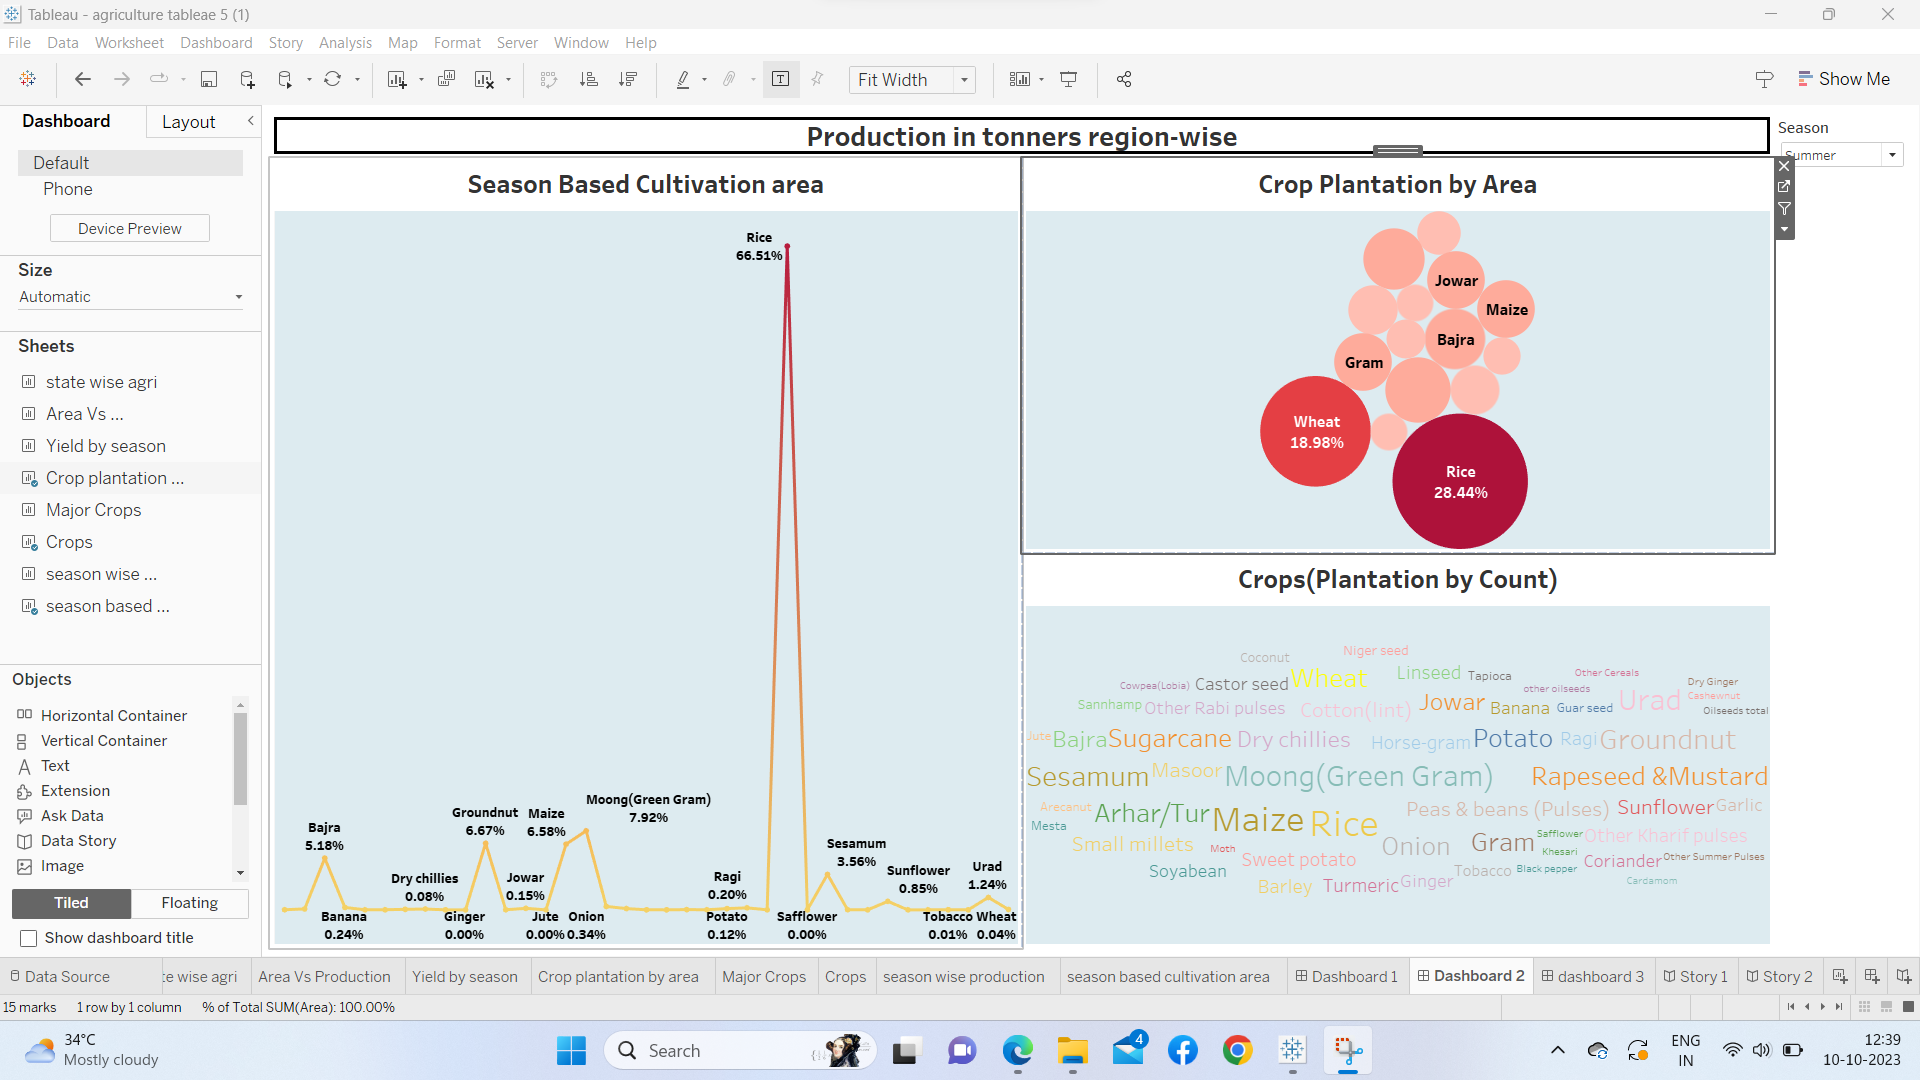 Tableau - agriculture tableae 5 (1)
File Data Worksheet Dashboard Story Analysis Map Format Server Window Help
Fit Width
Show Me
Dashboard
Layout
Default
Phone
Device Preview
Size
Automatic
Sheets
state wise agri
Area Vs ...
Yield by season
Crop plantation ...
Major Crops
Crops
season wise ...
season based ...
Objects
Horizontal Container
Vertical Container
Text
Extension
Ask Data
Data Story
Image
Tiled
Floating
Show dashboard title
Production in tonners region-wise
Season
Summer
Season Based Cultivation area
Rice
66.51%
Bajra
5.18%
Dry chillies
0.08%
Groundnut
6.67%
Jowar
0.15%
Maize
6.58%
Moong(Green Gram)
7.92%
Ragi
0.20%
Sesamum
3.56%
Sunflower
0.85%
Urad
1.24%
Banana
0.24%
Ginger
0.00%
Jute
0.00%
Onion
0.34%
Potato
0.12%
Safflower
0.00%
Tobacco
0.01%
Wheat
0.04%
Crop Plantation by Area
Jowar
Maize
Bajra
Gram
Wheat
18.98%
Rice
28.44%
Crops(Plantation by Count)
Niger seed
Coconut
Other Cereals
Wheat
Linseed
Tapioca
Cowpea(Lobia)
Castor seed
other oilseeds
Dry Ginger
Cashewnut
Sannhamp
Other Rabi pulses
Cotton(lint)
Jowar
Banana
Guar seed
Urad
Oilseeds total
Jute
Bajra
Sugarcane
Dry chillies
Horse-gram
Potato
Ragi
Groundnut
Sesamum
Masoor
Moong(Green Gram)
Rapeseed &Mustard
Arecanut
Arhar/Tur
Maize
Rice
Peas & beans (Pulses)
Sunflower
Garlic
Mesta
Small millets
Moth
Onion
Gram
Safflower
Other Kharif pulses
Khesari
Sweet potato
Coriander
Other Summer Pulses
Soyabean
Barley
Turmeric
Ginger
Tobacco
Black pepper
Cardamom
Data Source
te wise agri
Area Vs Production
Yield by season
Crop plantation by area
Major Crops
Crops
season wise production
season based cultivation area
Dashboard 1
Dashboard 2
dashboard 3
Story 1
Story 2
15 marks 1 row by 1 column % of Total SUM(Area): 100.00%
34°C
Mostly cloudy
Search
4
ENG
IN
12:39
10-10-2023